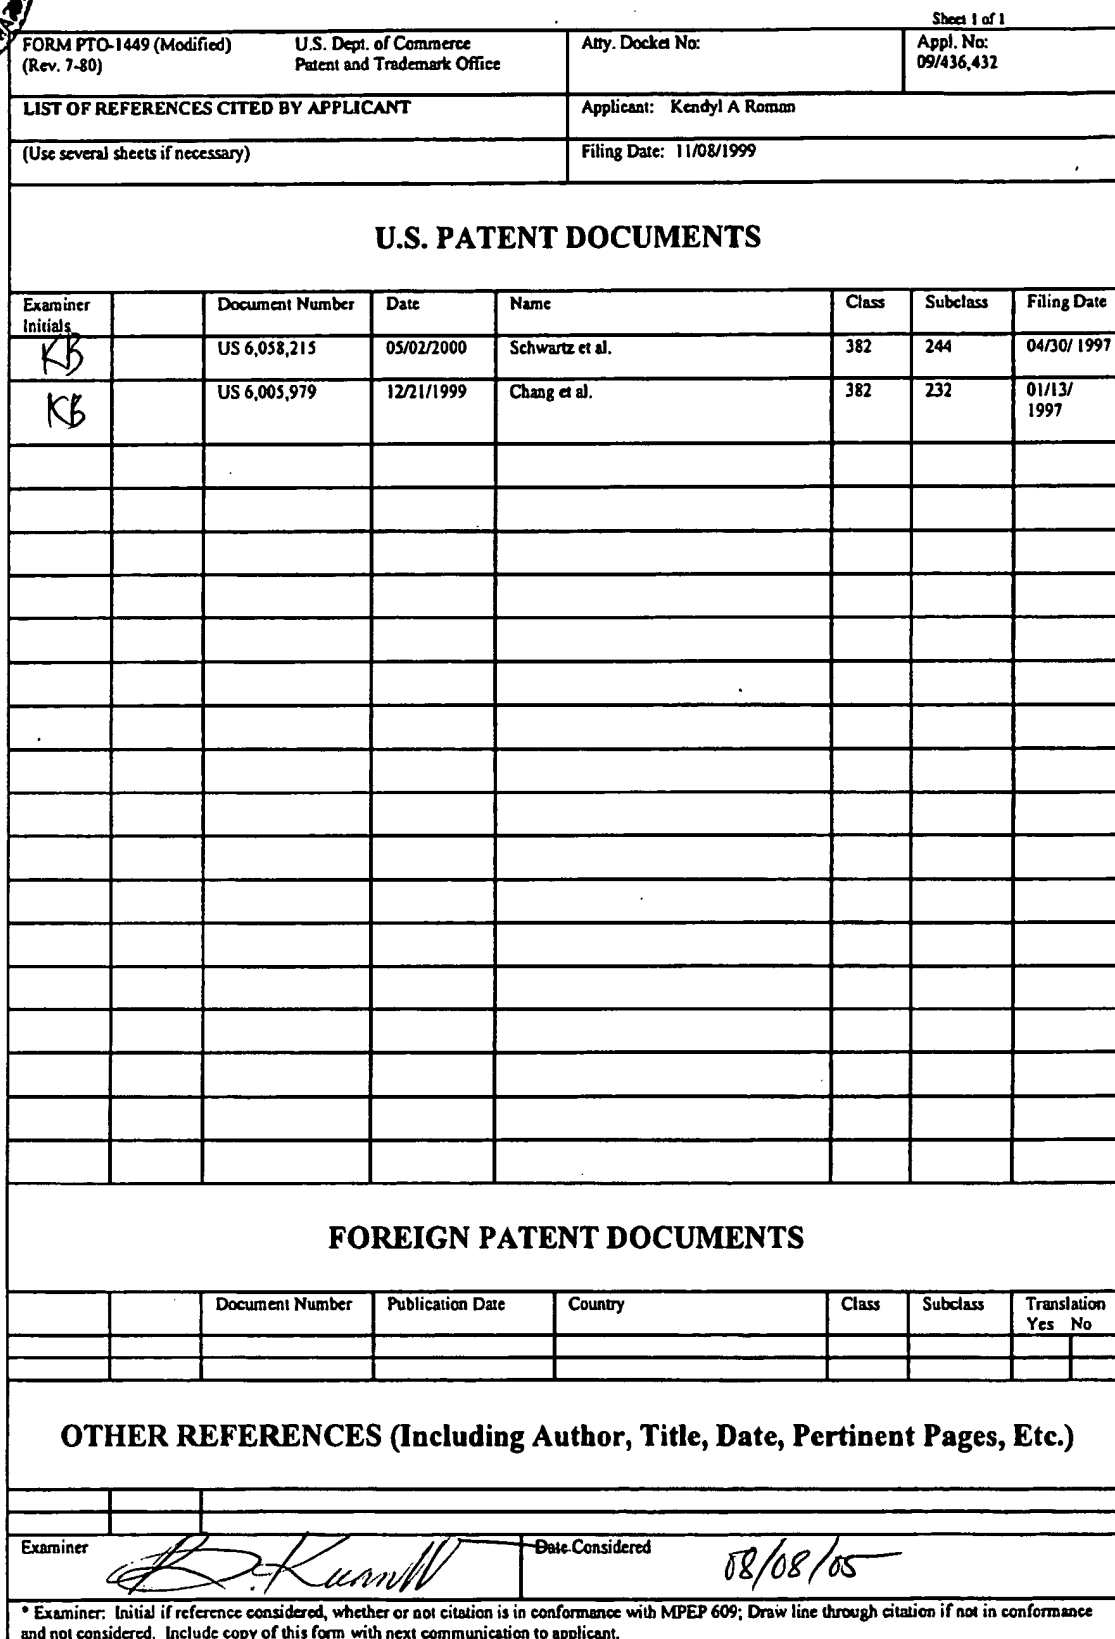 Sheet 1 of 1
FORM PTO-1449 (Modified) U.S. Dept. of Commerce Atty. Docket No: Appl. No:
(Rev. 7-80) Patent and Trademark Office 09/436,432
LIST OF REFERENCES CITED BY APPLICANT Applicant: Kendyl A Roman
(Use several sheets if necessary) Filing Date: 11/08/1999
U.S. PATENT DOCUMENTS
Examiner Document Number Date Name Class Subclass Filing Date
Initials
KB US 6,058,215 05/02/2000 Schwartz et al. 382 244 04/30/ 1997
KB US 6,005,979 12/21/1999 Chang et al. 382 232 01/13/
1997
FOREIGN PATENT DOCUMENTS
Document Number Publication Date Country Class Subclass Translation
Yes No
OTHER REFERENCES (Including Author, Title, Date, Pertinent Pages, Etc.)
Examiner Date Considered 08/08/05
* Examiner: Initial if reference considered, whether or not citation is in conformance with MPEP 609; Draw line through citation if not in conformance
and not considered. Include copy of this form with next communication to applicant.